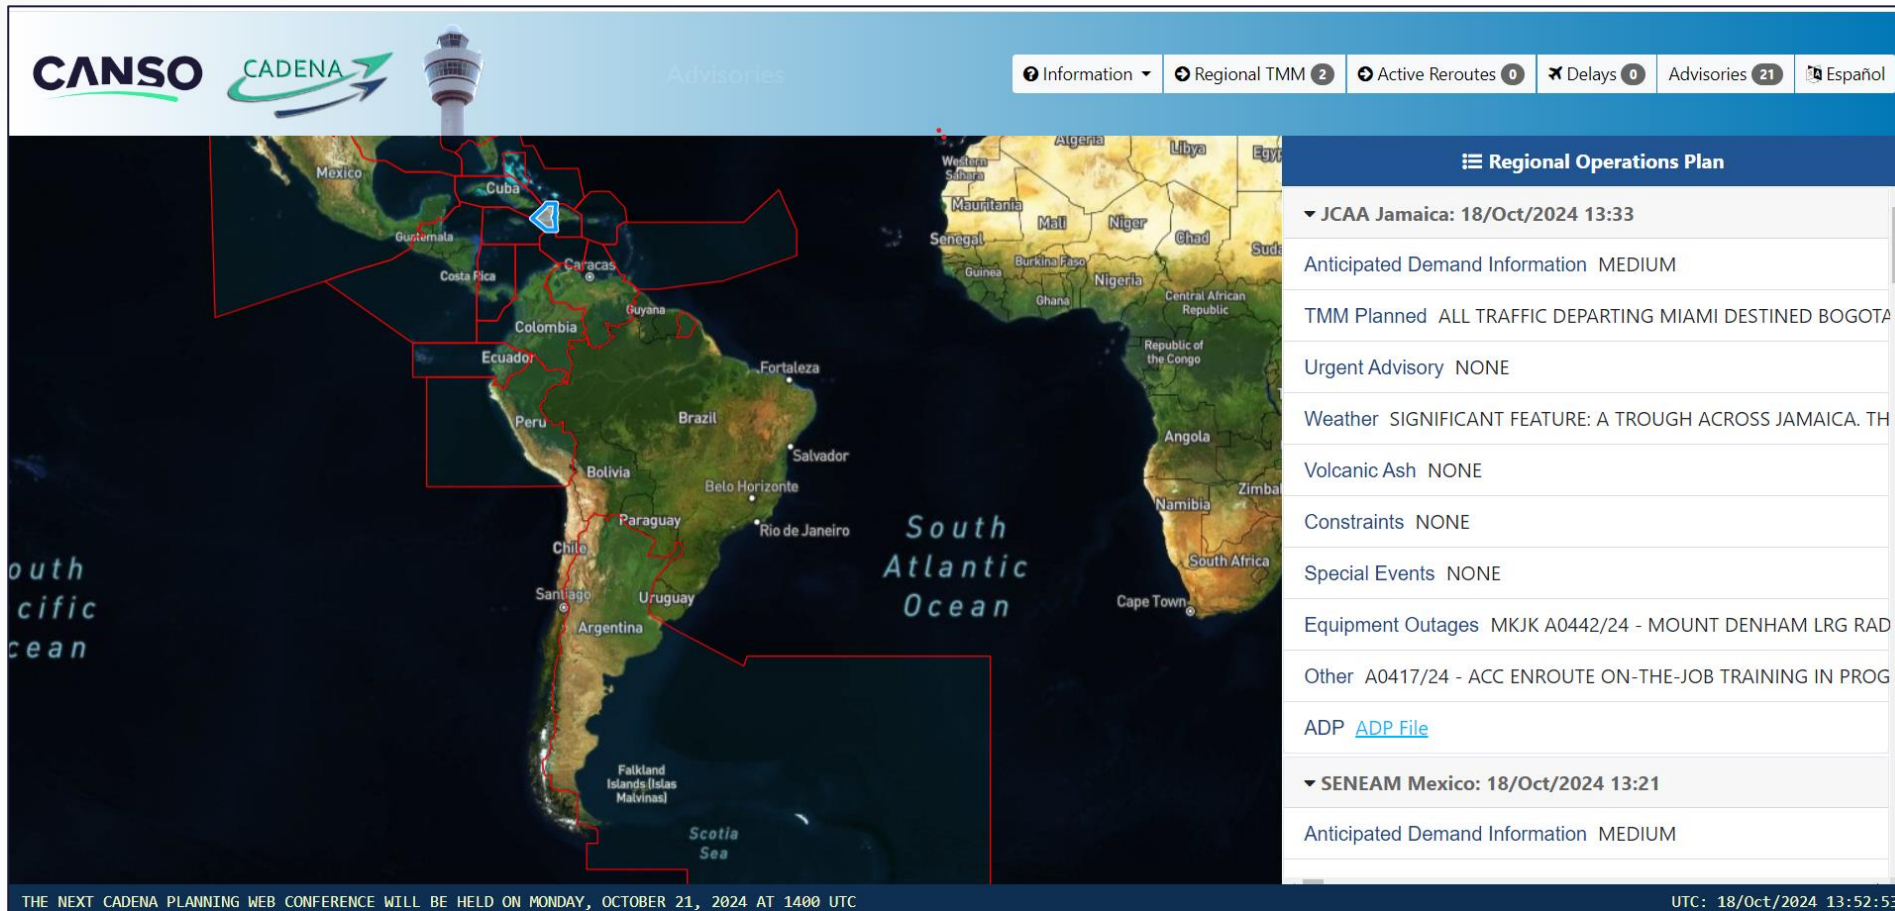 CANSO
CADENA
Advisories
Information
Regional TMM 2
Active Reroutes 0
Delays 0
Advisories 21
Español
Mexico
Cuba
Guatemala
Costa Rica
Caracas
Guyana
Colombia
Ecuador
Fortaleza
Brazil
Peru
Salvador
Bolivia
Belo Horizonte
Paraguay
Rio de Janeiro
Chile
Santiago
Uruguay
Argentina
Falkland
Islands (Islas
Malvinas)
Scotia
Sea
South
Atlantic
Ocean
outh
cific
cean
Western
Sahara
Algeria
Libya
Egyp
Mauritania
Mali
Niger
Chad
Suda
Senegal
Burkina Faso
Guinea
Nigeria
Ghana
Central African
Republic
Republic of
the Congo
Angola
Zimba
Namibia
South Africa
Cape Town
Regional Operations Plan
JCAA Jamaica: 18/Oct/2024 13:33
Anticipated Demand Information MEDIUM
TMM Planned ALL TRAFFIC DEPARTING MIAMI DESTINED BOGOTA
Urgent Advisory NONE
Weather SIGNIFICANT FEATURE: A TROUGH ACROSS JAMAICA. TH
Volcanic Ash NONE
Constraints NONE
Special Events NONE
Equipment Outages MKJK A0442/24 - MOUNT DENHAM LRG RAD
Other A0417/24 - ACC ENROUTE ON-THE-JOB TRAINING IN PROG
ADP ADP File
SENEAM Mexico: 18/Oct/2024 13:21
Anticipated Demand Information MEDIUM
THE NEXT CADENA PLANNING WEB CONFERENCE WILL BE HELD ON MONDAY, OCTOBER 21, 2024 AT 1400 UTC
UTC: 18/Oct/2024 13:52:53